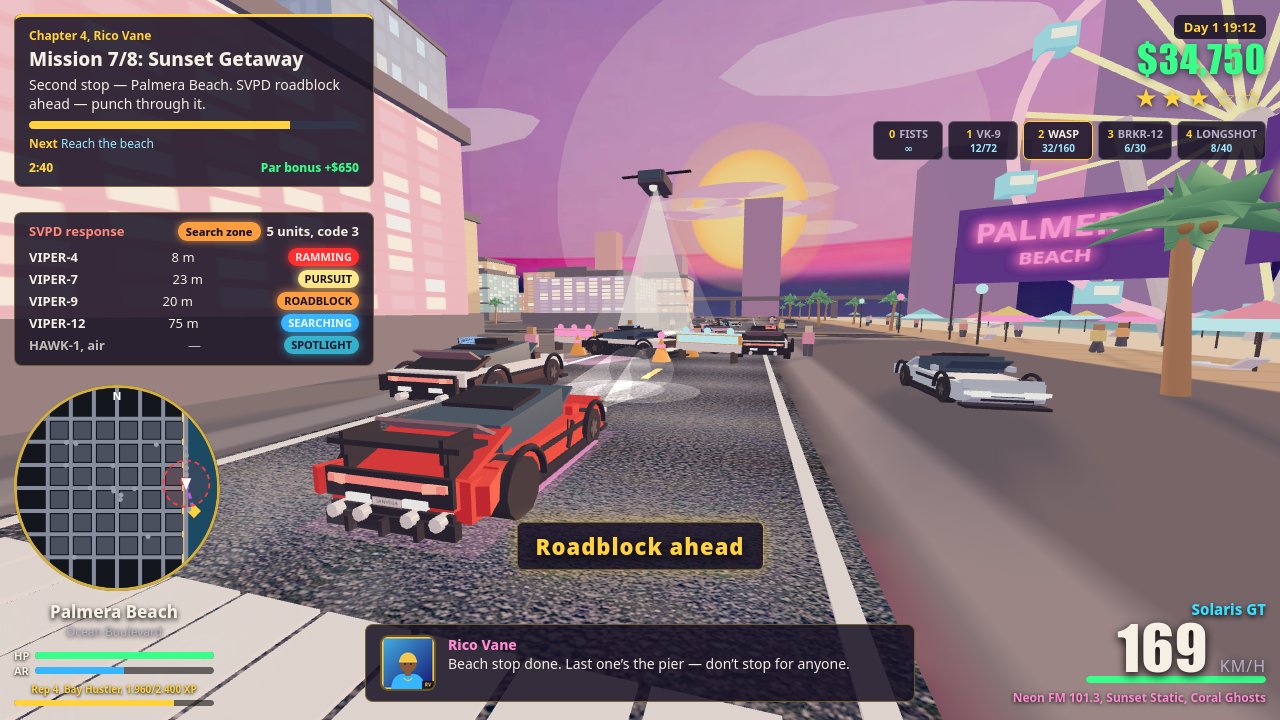 Chapter 4, Rico Vane
Mission 7/8: Sunset Getaway
Second stop — Palmera Beach. SVPD roadblock
ahead — punch through it.
Next Reach the beach
2:40 Par bonus +$650
SVPD response Search zone 5 units, code 3
VIPER-4 8 m RAMMING
VIPER-7 23 m PURSUIT
VIPER-9 20 m ROADBLOCK
VIPER-12 75 m SEARCHING
HAWK-1, air — SPOTLIGHT
N
Palmera Beach
Ocean Boulevard
HP
AR
Rep 4, Bay Hustler, 1 960/2 400 XP
Day 1 19:12
$34,750
0 FISTS ∞
1 VK-9 12/72
2 WASP 32/160
3 BRKR-12 6/30
4 LONGSHOT 8/40
BEACH
Roadblock ahead
Rico Vane
Beach stop done. Last one’s the pier — don’t stop for anyone.
RV
Solaris GT
169 KM/H
Neon FM 101.3, Sunset Static, Coral Ghosts